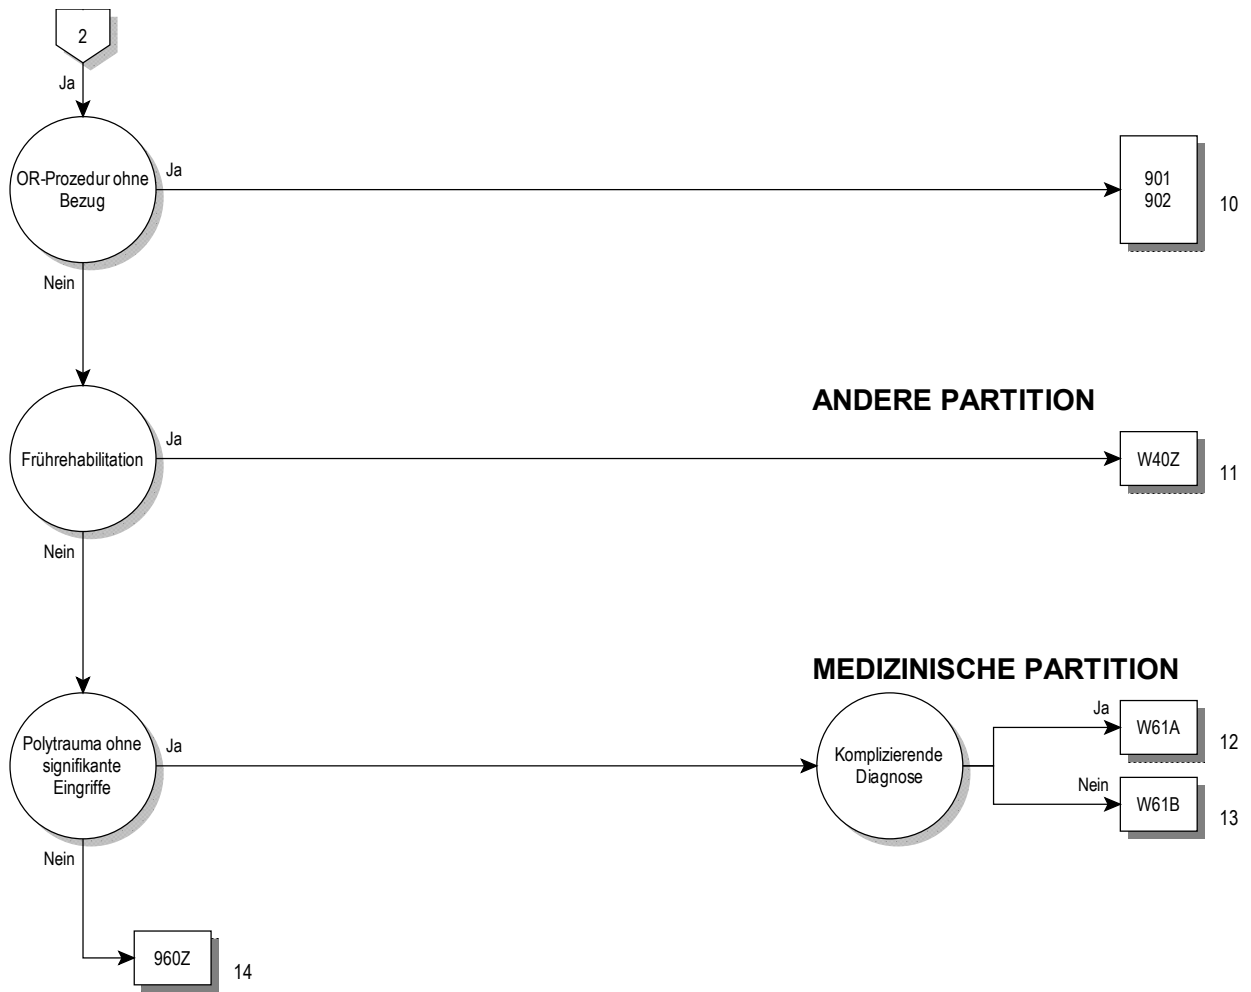 2
Ja
OR-Prozedur ohne
Bezug
Ja
901
902
10
Nein
ANDERE PARTITION
Frührehabilitation
Ja
W40Z
11
Nein
MEDIZINISCHE PARTITION
Polytrauma ohne
signifikante
Eingriffe
Ja
Komplizierende
Diagnose
Ja
W61A
12
Nein
W61B
13
Nein
960Z
14